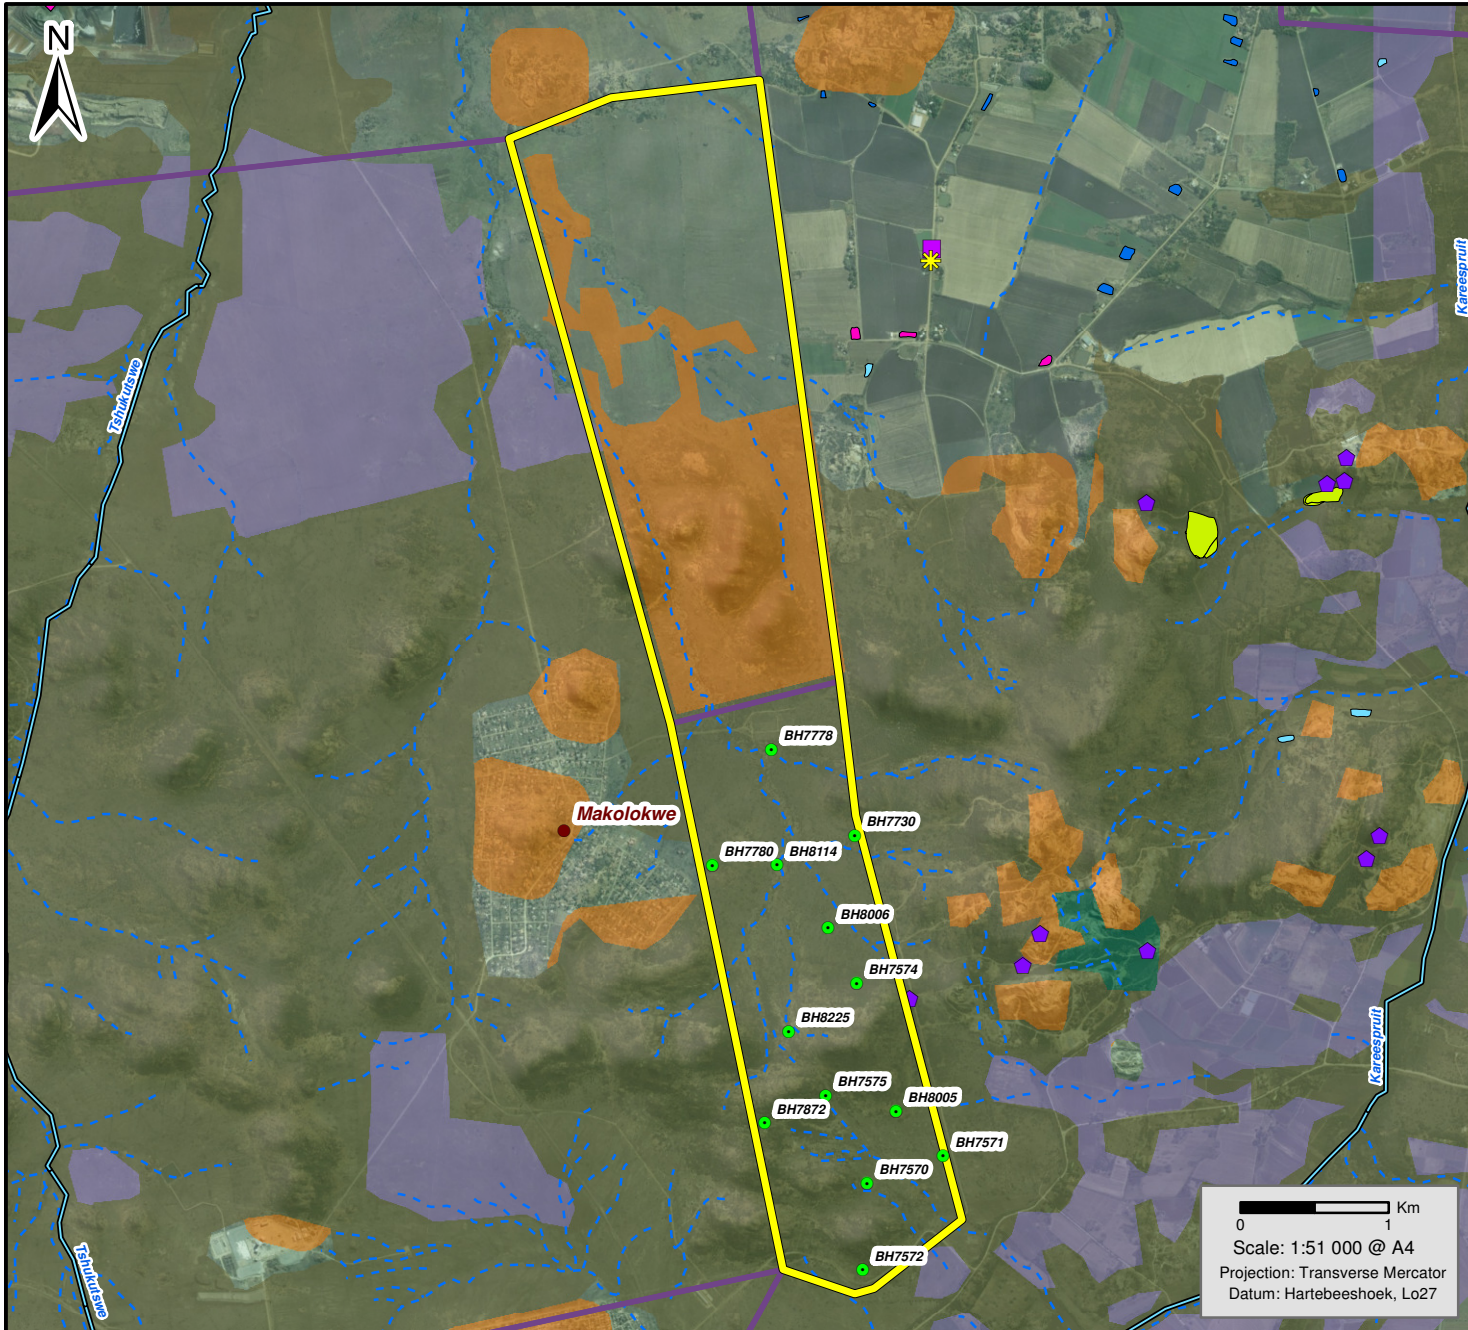 N
Kareespruit
Tshukutswe
BH7778
Makolokwe
BH7730
BH7780
BH8114
BH8006
BH7574
BH8225
Kareespruit
BH7575
BH8005
BH7872
BH7571
BH7570
Tshukutswe
BH7572
Km
0 1
Scale: 1:51 000 @ A4
Projection: Transverse Mercator
Datum: Hartebeeshoek, Lo27